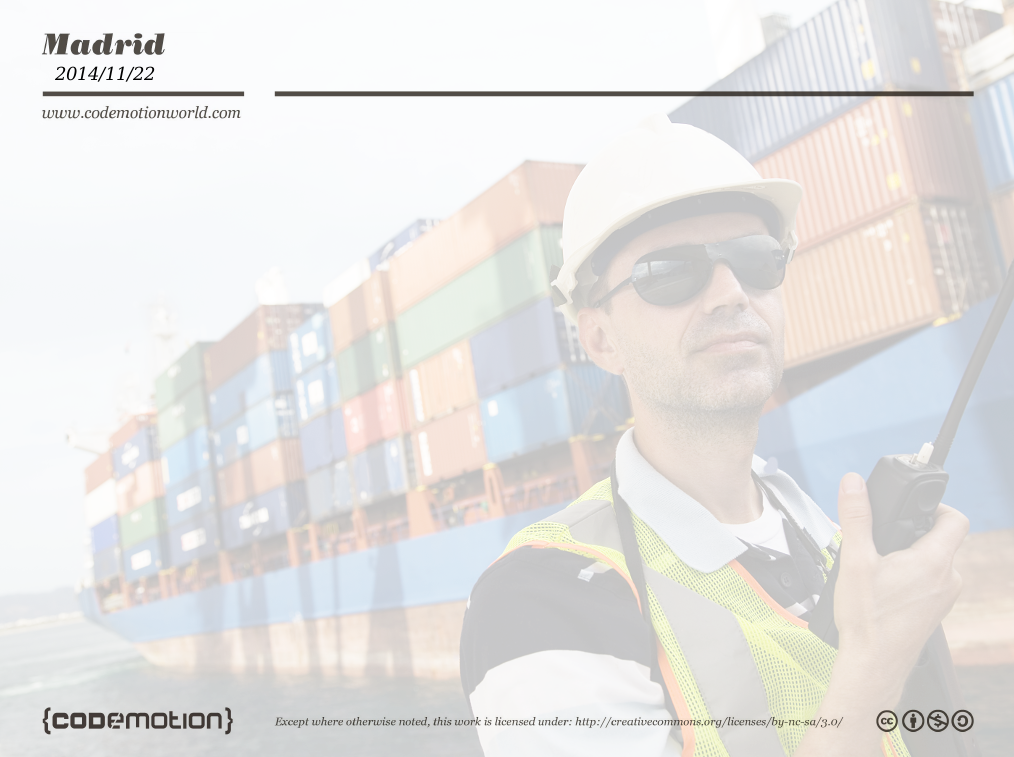 Madrid
2014/11/22
www.codemotionworld.com
{codemotion}
Except where otherwise noted, this work is licensed under: http://creativecommons.org/licenses/by-nc-sa/3.0/
cc